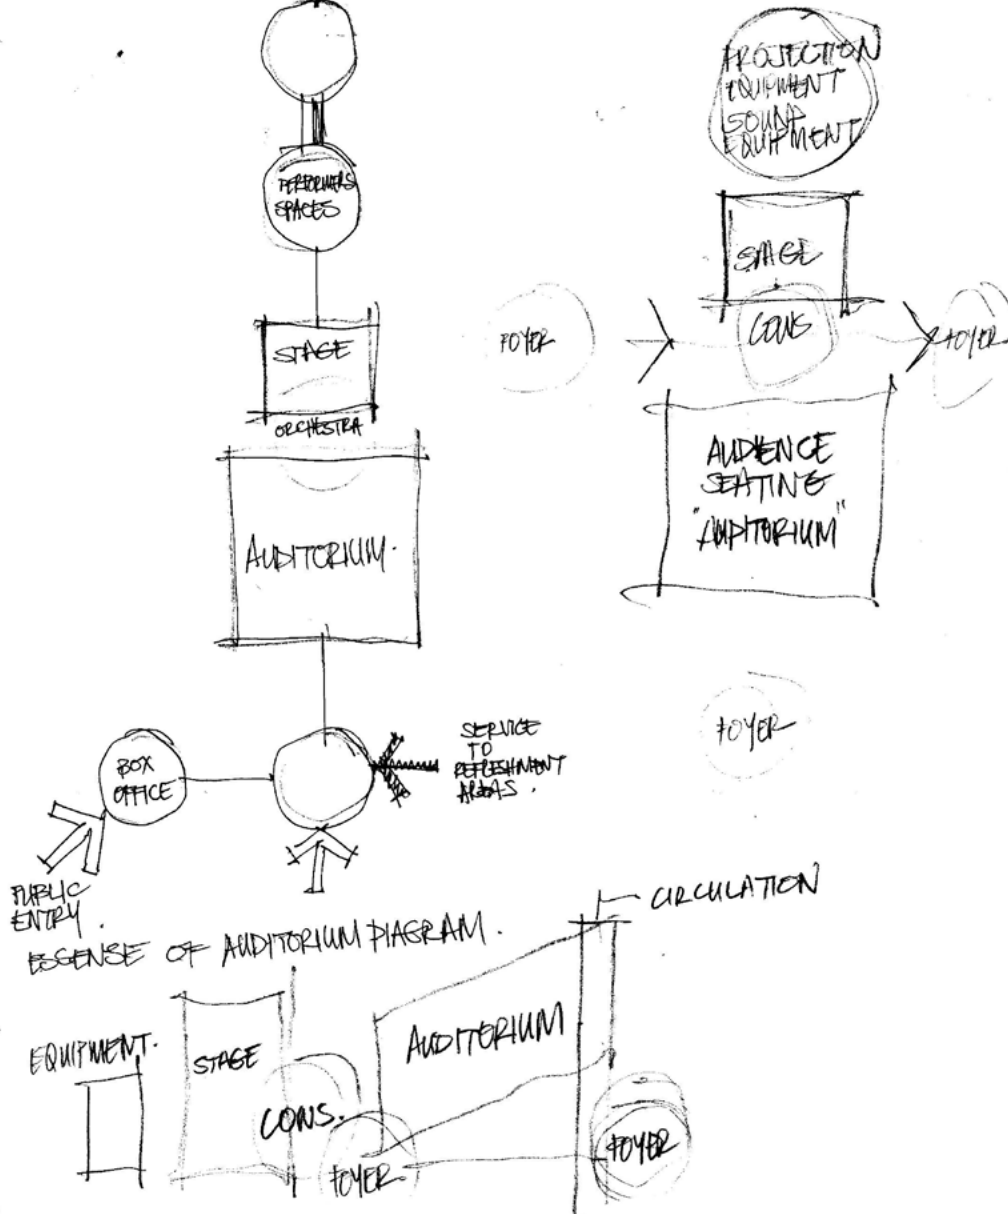 PERFORMERS
SPACES
STAGE
ORCHESTRA
AUDITORIUM.
BOX
OFFICE
SERVICE
TO
REFRESHMENT
AREAS.
PUBLIC
ENTRY.
ESSENSE OF AUDITORIUM DIAGRAM.
PROJECTION
EQUIPMENT
SOUND
EQUIPMENT
STAGE
FOYER
CONS
FOYER
AUDIENCE
SEATING
"AUDITORIUM"
FOYER
CIRCULATION
EQUIPMENT.
STAGE
AUDITORIUM
CONS.
FOYER
FOYER